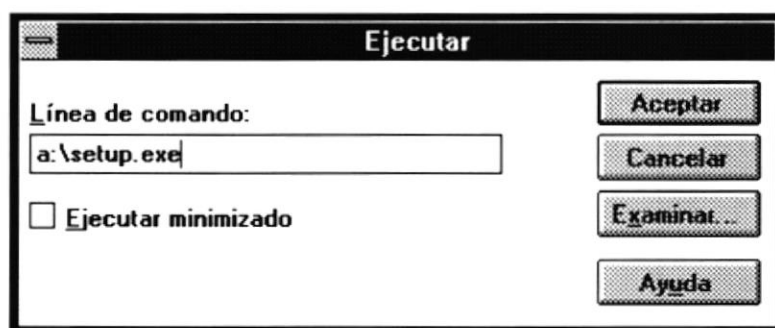 Ejecutar
Línea de comando:
a:\setup.exe
Ejecutar minimizado
Aceptar
Cancelar
Examinar...
Ayuda